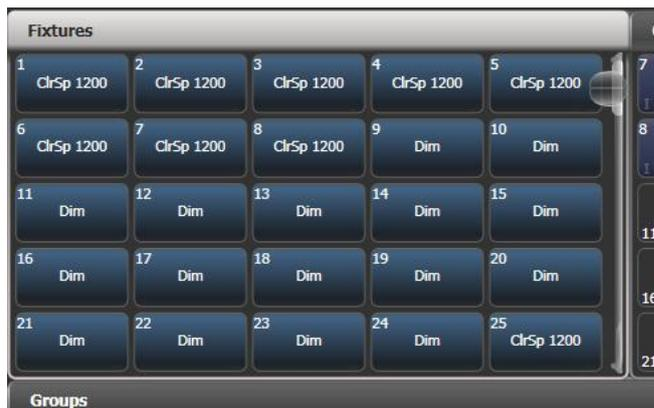 Fixtures
1 2 3 4 5 7
ClrSp 1200 ClrSp 1200 ClrSp 1200 ClrSp 1200 ClrSp 1200
6 7 8 9 10 8
ClrSp 1200 ClrSp 1200 ClrSp 1200 Dim Dim
11 12 13 14 15
Dim Dim Dim Dim Dim
11
16 17 18 19 20
Dim Dim Dim Dim Dim
16
21 22 23 24 25
Dim Dim Dim Dim ClrSp 1200
21
Groups